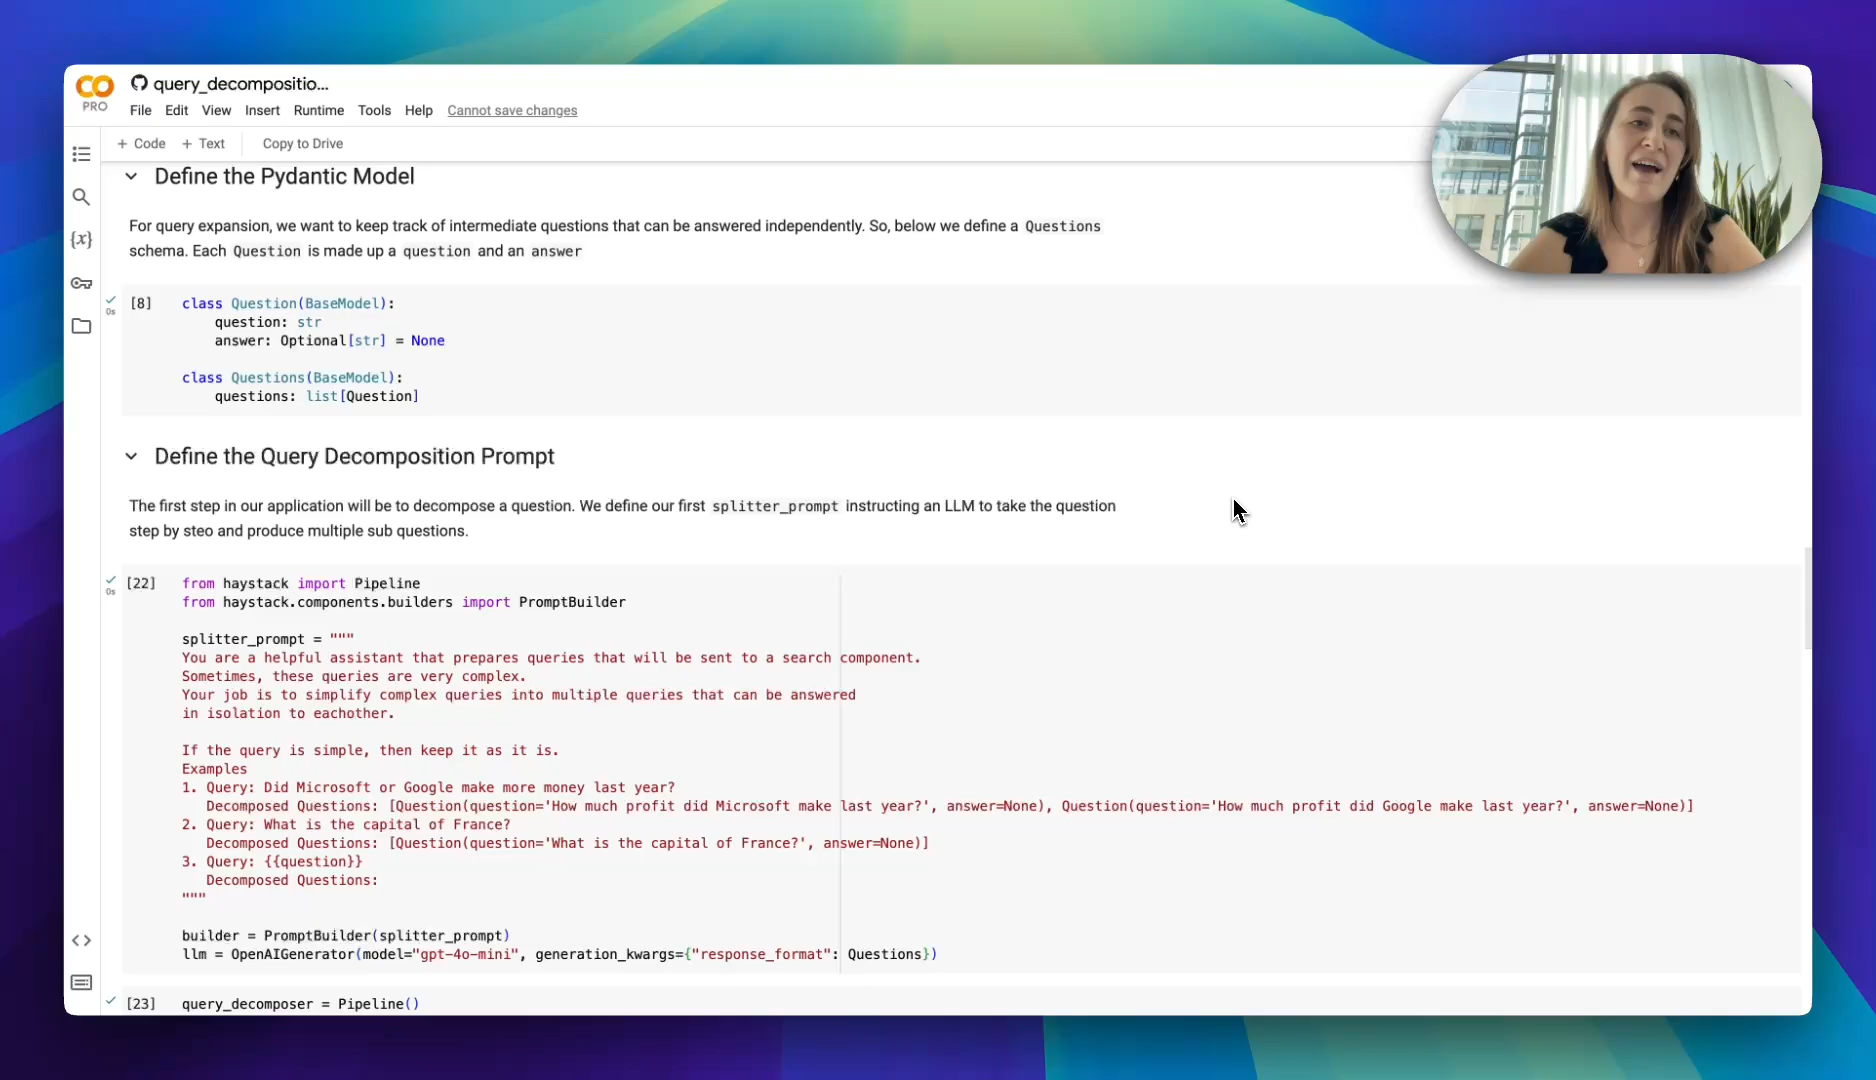 CO
PRO
query_decompositio...
File Edit View Insert Runtime Tools Help Cannot save changes
+ Code + Text Copy to Drive
Define the Pydantic Model
For query expansion, we want to keep track of intermediate questions that can be answered independently. So, below we define a Questions
schema. Each Question is made up a question and an answer
{x}
0s
[8] class Question(BaseModel):
question: str
answer: Optional[str] = None
class Questions(BaseModel):
questions: list[Question]
Define the Query Decomposition Prompt
The first step in our application will be to decompose a question. We define our first splitter_prompt instructing an LLM to take the question
step by steo and produce multiple sub questions.
0s
[22] from haystack import Pipeline
from haystack.components.builders import PromptBuilder
splitter_prompt = """
You are a helpful assistant that prepares queries that will be sent to a search component.
Sometimes, these queries are very complex.
Your job is to simplify complex queries into multiple queries that can be answered
in isolation to eachother.
If the query is simple, then keep it as it is.
Examples
1. Query: Did Microsoft or Google make more money last year?
Decomposed Questions: [Question(question='How much profit did Microsoft make last year?', answer=None), Question(question='How much profit did Google make last year?', answer=None)]
2. Query: What is the capital of France?
Decomposed Questions: [Question(question='What is the capital of France?', answer=None)]
3. Query: {{question}}
Decomposed Questions:
"""
builder = PromptBuilder(splitter_prompt)
llm = OpenAIGenerator(model="gpt-4o-mini", generation_kwargs={"response_format": Questions})
[23] query_decomposer = Pipeline()